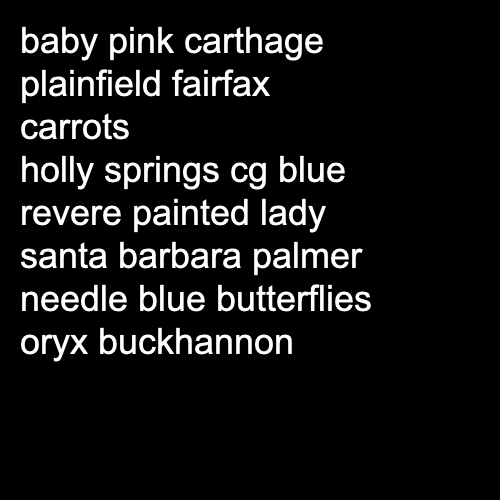 baby pink carthage
plainfield fairfax
carrots
holly springs cg blue
revere painted lady
santa barbara palmer
needle blue butterflies
oryx buckhannon